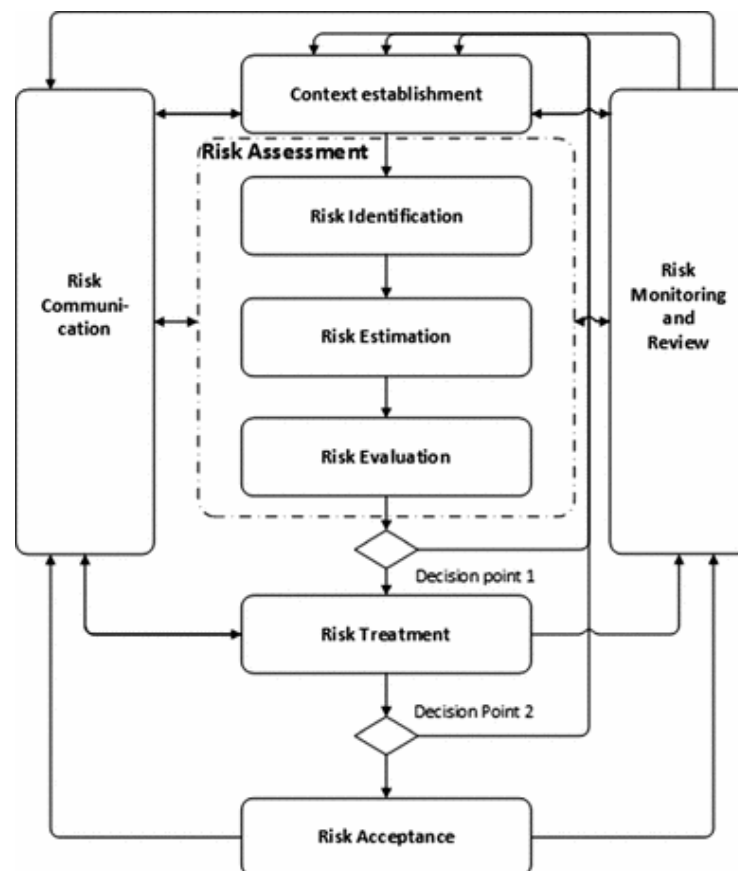 Context establishment
Risk Assessment
Risk Identification
Risk
Communi-
cation
Risk
Monitoring
and
Review
Risk Estimation
Risk Evaluation
Decision point 1
Risk Treatment
Decision Point 2
Risk Acceptance